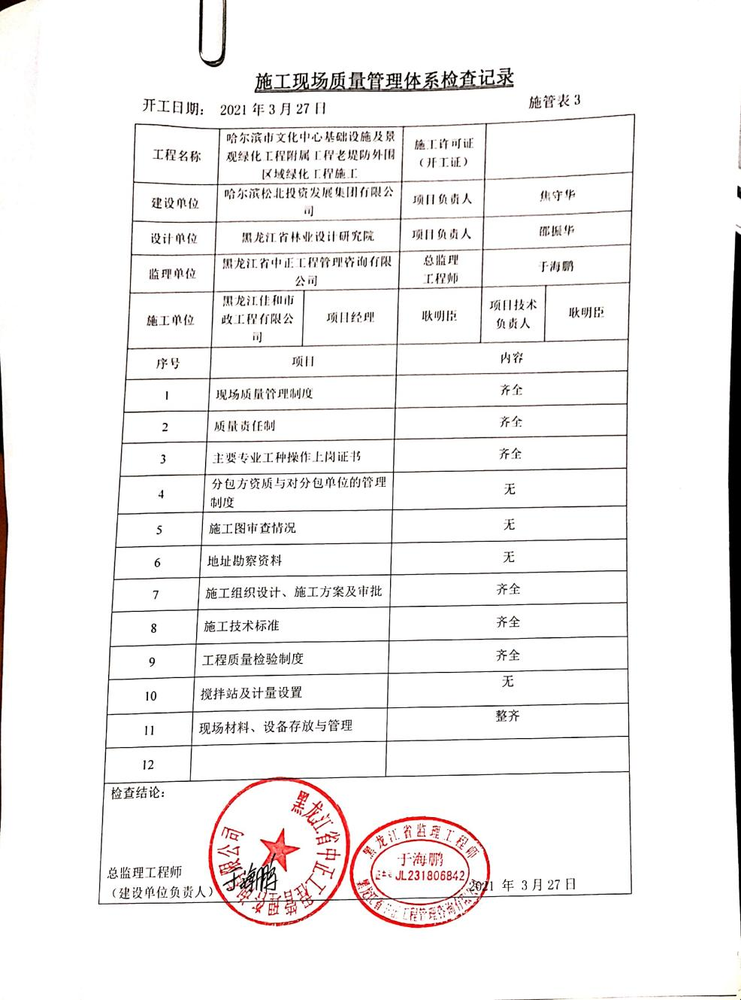 施工现场质量管理体系检查记录
开工日期： 2021 年 3 月 27 日
施管表 3
工程名称
哈尔滨市文化中心基础设施及景
观绿化工程附属工程老堤防外围
区域绿化工程施工
施工许可证
（开工证）
建设单位
哈尔滨松北投资发展集团有限公
司
项目负责人
焦守华
设计单位
黑龙江省林业设计研究院
项目负责人
邵振华
监理单位
黑龙江省中正工程管理咨询有限
公司
总监理
工程师
于海鹏
施工单位
黑龙江佳和市
政工程有限公
司
项目经理
耿明臣
项目技术
负责人
耿明臣
序号
项目
内容
1
现场质量管理制度
齐全
2
质量责任制
齐全
3
主要专业工种操作上岗证书
齐全
4
分包方资质与对分包单位的管理
制度
无
5
施工图审查情况
无
6
地址勘察资料
无
7
施工组织设计、施工方案及审批
齐全
8
施工技术标准
齐全
9
工程质量检验制度
齐全
10
搅拌站及计量设置
无
11
现场材料、设备存放与管理
整齐
12
检查结论：
总监理工程师
（建设单位负责人）
于海鹏
2021 年 3 月 27 日
黑龙江省中正工程管理咨询有限公司
黑龙江省监理工程师
于海鹏
证书号 JL231806842
黑龙江省中正工程管理咨询有限公司